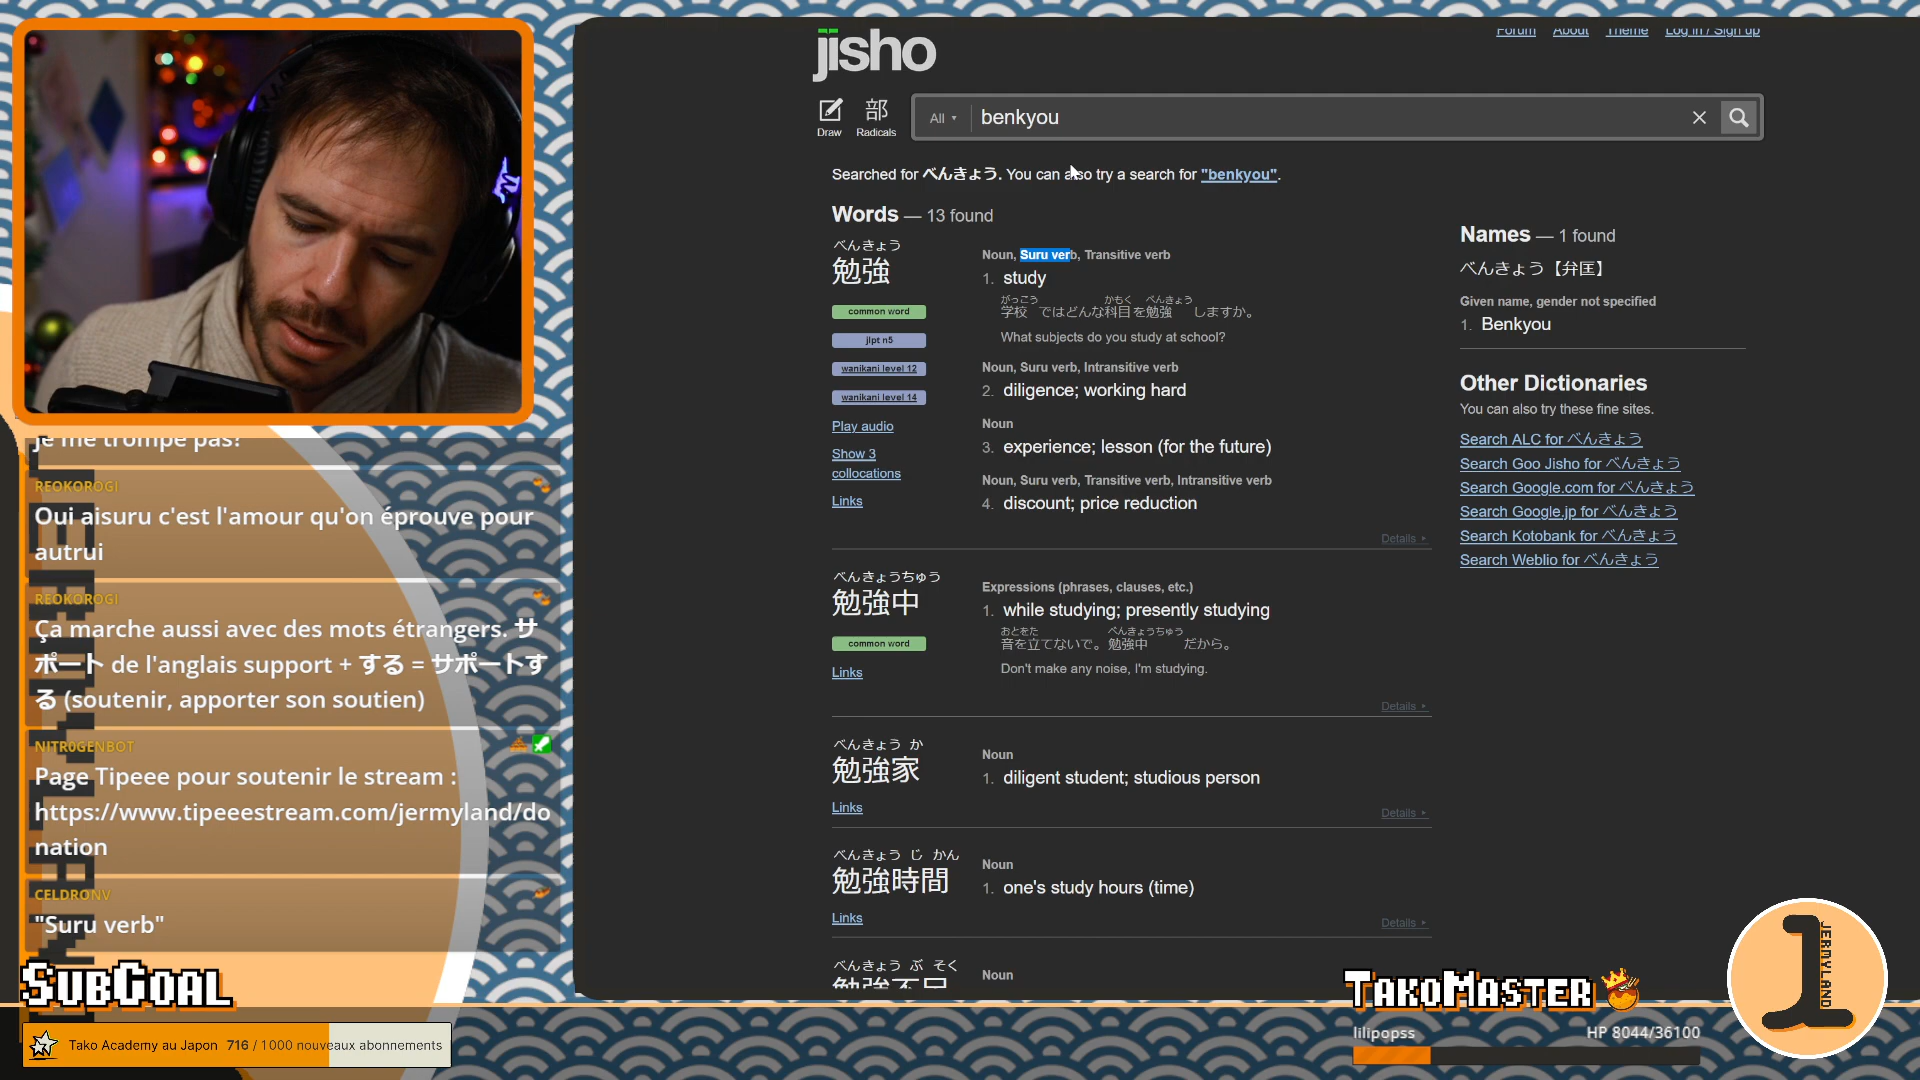 jisho
Forum About Theme Log in / Sign up
Draw
部
Radicals
All
benkyou
Searched for べんきょう. You can also try a search for "benkyou".
Words — 13 found
べんきょう
勉強
common word
jlpt n5
wanikani level 12
wanikani level 14
Play audio
Show 3
collocations
Links
Noun, Suru verb, Transitive verb
1. study
がっこう かもく べんきょう
学校 ではどんな科目を勉強 しますか。
What subjects do you study at school?
Noun, Suru verb, Intransitive verb
2. diligence; working hard
Noun
3. experience; lesson (for the future)
Noun, Suru verb, Transitive verb, Intransitive verb
4. discount; price reduction
Details
べんきょうちゅう
勉強中
common word
Links
Expressions (phrases, clauses, etc.)
1. while studying; presently studying
おとをた べんきょうちゅう
音を立てないで。勉強中 だから。
Don't make any noise, I'm studying.
Details
べんきょう か
勉強家
Links
Noun
1. diligent student; studious person
Details
べんきょう じ かん
勉強時間
Links
Noun
1. one's study hours (time)
Details
べんきょう ぶ そく
勉強不足
Noun
Names — 1 found
べんきょう【弁匡】
Given name, gender not specified
1. Benkyou
Other Dictionaries
You can also try these fine sites.
Search ALC for べんきょう
Search Goo Jisho for べんきょう
Search Google.com for べんきょう
Search Google.jp for べんきょう
Search Kotobank for べんきょう
Search Weblio for べんきょう
je me trompe pas?
REOKOROGI
Oui aisuru c'est l'amour qu'on éprouve pour
autrui
REOKOROGI
Ça marche aussi avec des mots étrangers. サ
ポート de l'anglais support + する = サポートす
る (soutenir, apporter son soutien)
NITR0GENBOT
Page Tipeee pour soutenir le stream :
https://www.tipeeestream.com/jermyland/do
nation
CELDRONV
"Suru verb"
SUBGOAL
Tako Academy au Japon 716 / 1000 nouveaux abonnements
TAKOMASTER
lilipopss HP 8044/36100
JERMYLAND